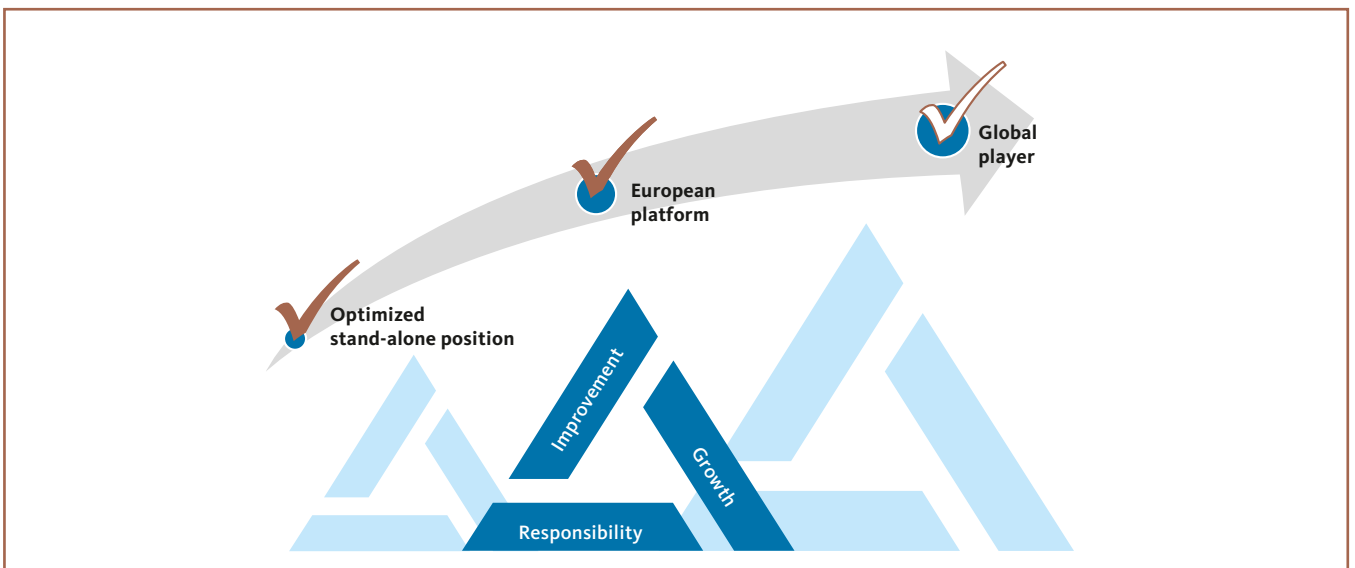 Global
player
European
platform
Optimized
stand-alone position
Improvement
Growth
Responsibility